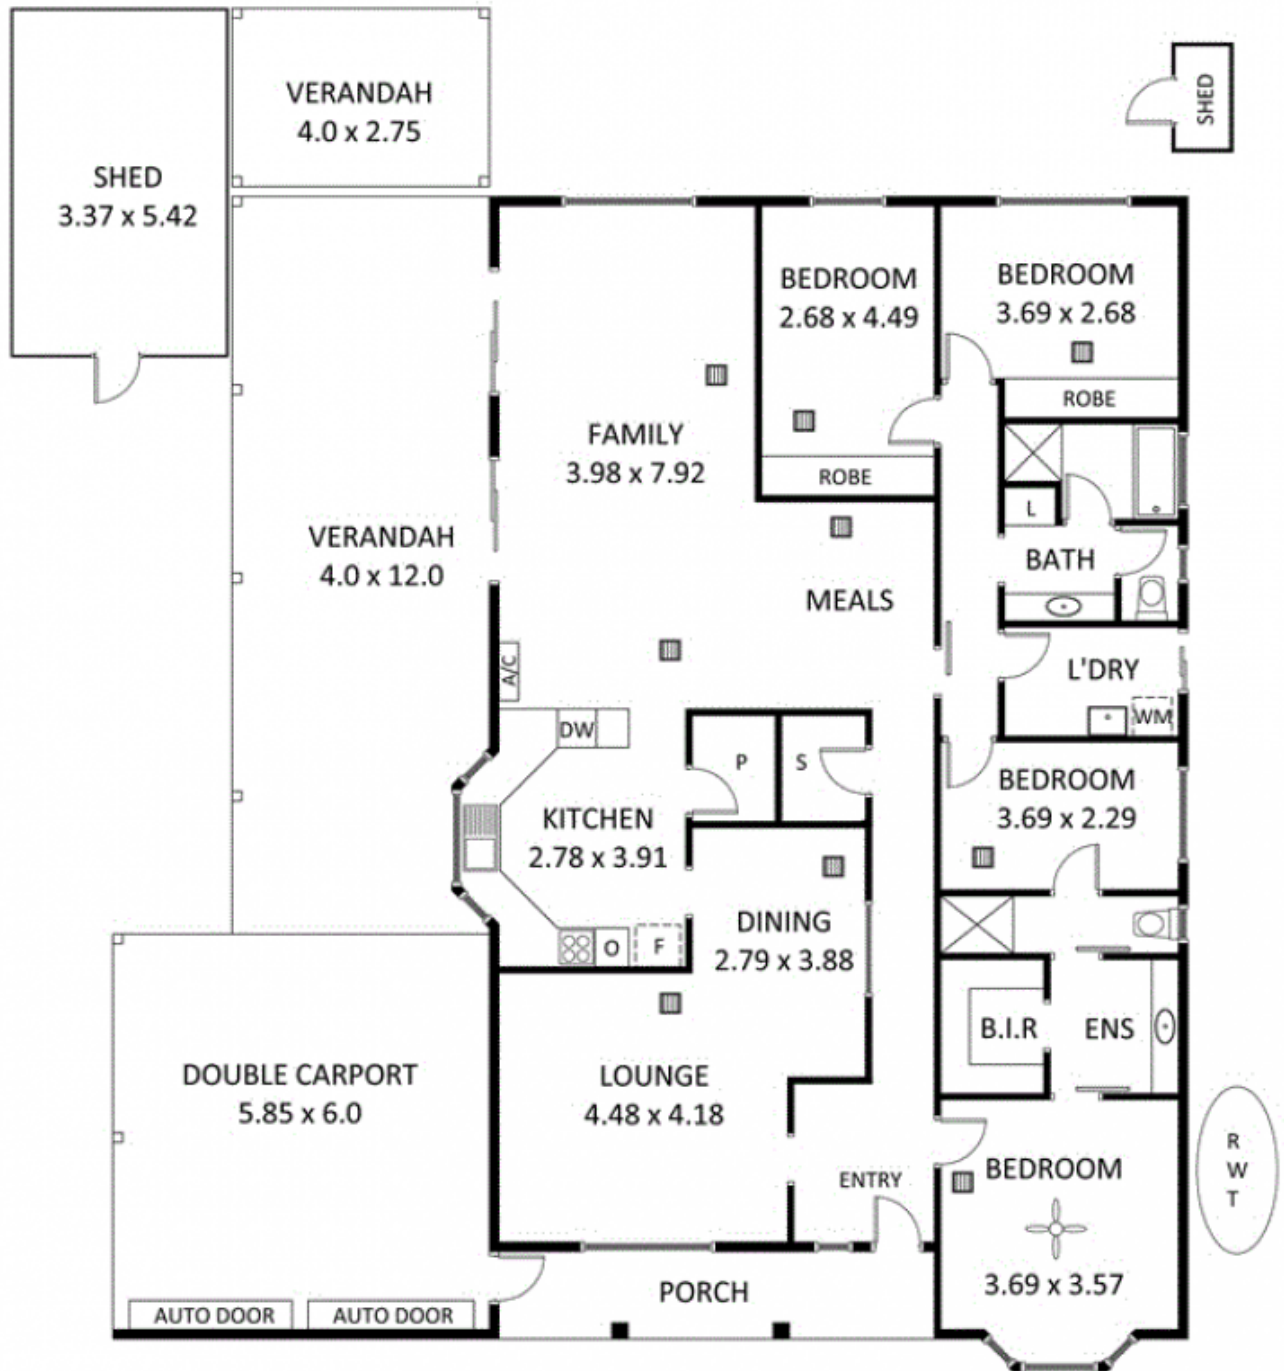 VERANDAH
4.0 x 2.75
SHED
SHED
3.37 x 5.42
BEDROOM
2.68 x 4.49
BEDROOM
3.69 x 2.68
ROBE
FAMILY
3.98 x 7.92
ROBE
L
VERANDAH
4.0 x 12.0
BATH
MEALS
A/C
L'DRY
WM
DW
P
S
BEDROOM
3.69 x 2.29
KITCHEN
2.78 x 3.91
DINING
2.79 x 3.88
O
F
B.I.R
ENS
DOUBLE CARPORT
5.85 x 6.0
LOUNGE
4.48 x 4.18
R
W
T
ENTRY
BEDROOM
3.69 x 3.57
PORCH
AUTO DOOR
AUTO DOOR